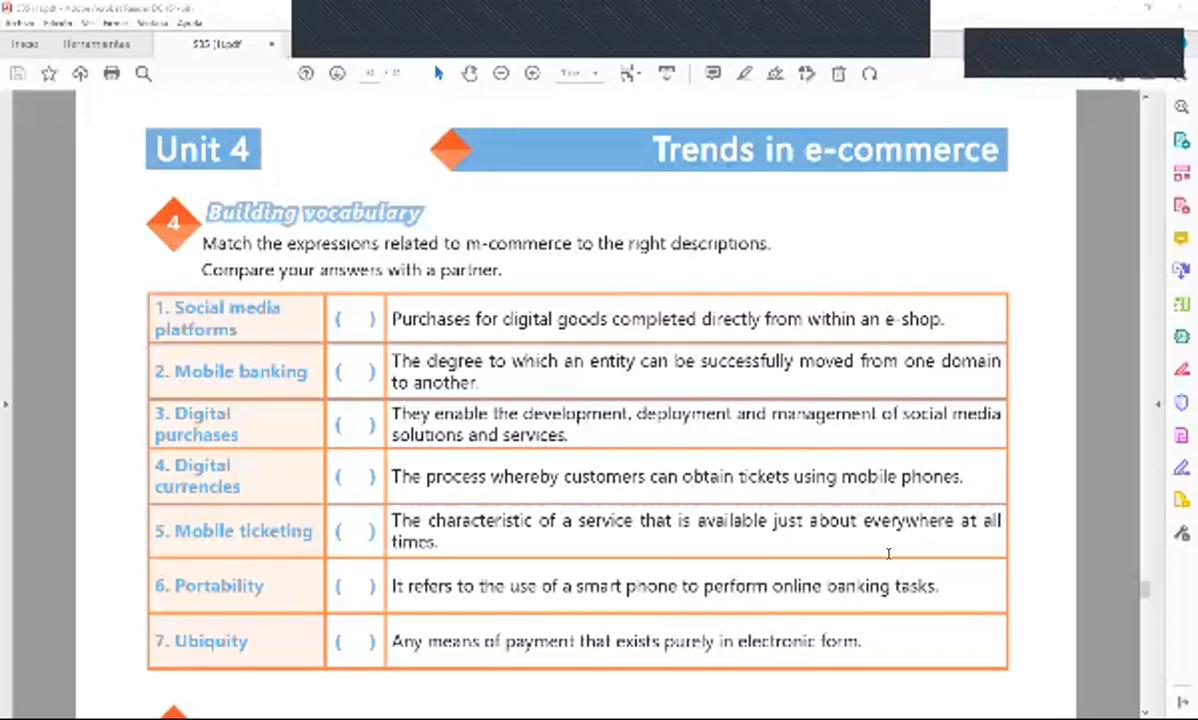 Inicio
Herramientas
Unit 4
Trends in e-commerce
4
Building vocabulary
Match the expressions related to m-commerce to the right descriptions.
Compare your answers with a partner.
1. Social media
platforms
( )
Purchases for digital goods completed directly from within an e-shop.
2. Mobile banking
( )
The degree to which an entity can be successfully moved from one domain
to another.
3. Digital
purchases
( )
They enable the development, deployment and management of social media
solutions and services.
4. Digital
currencies
( )
The process whereby customers can obtain tickets using mobile phones.
5. Mobile ticketing
( )
The characteristic of a service that is available just about everywhere at all
times.
6. Portability
( )
It refers to the use of a smart phone to perform online banking tasks.
7. Ubiquity
( )
Any means of payment that exists purely in electronic form.